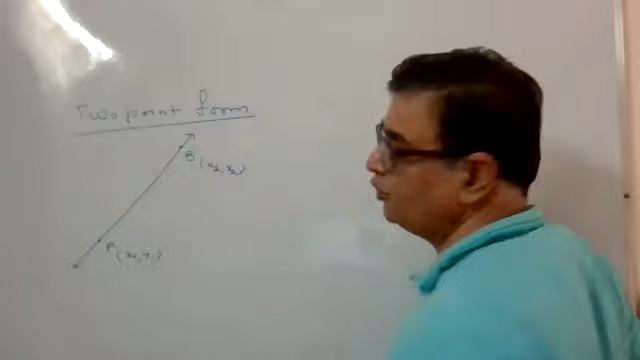 Two point form
B (x₂, y₂)
A (x₁, y₁)